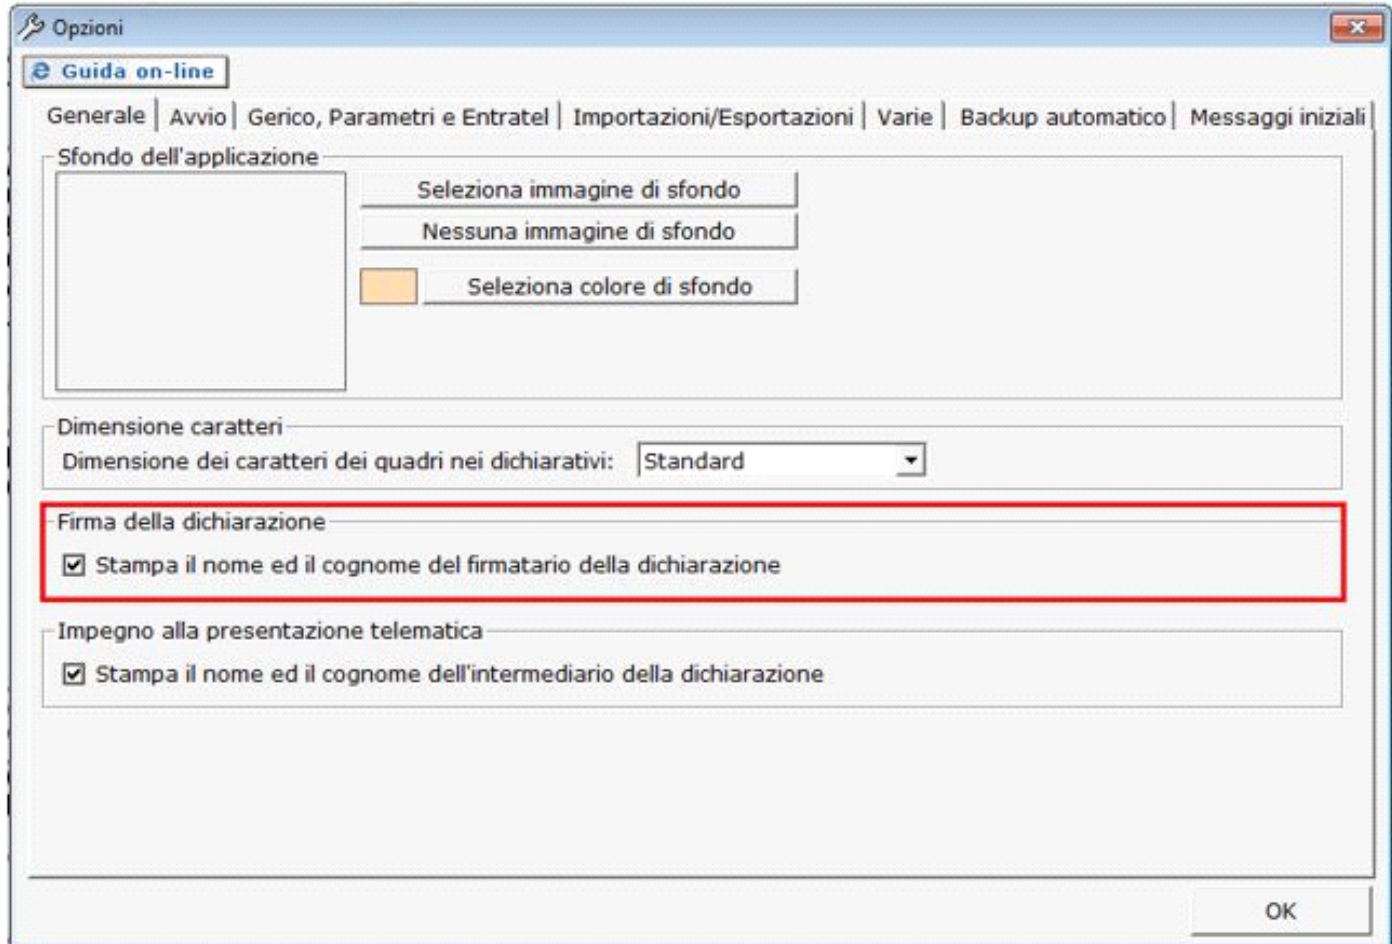 Opzioni
Guida on-line
Generale Avvio Gerico, Parametri e Entratel Importazioni/Esportazioni Varie Backup automatico Messaggi iniziali
Sfondo dell'applicazione
Seleziona immagine di sfondo
Nessuna immagine di sfondo
Seleziona colore di sfondo
Dimensione caratteri
Dimensione dei caratteri dei quadri nei dichiarativi: Standard
Firma della dichiarazione
Stampa il nome ed il cognome del firmatario della dichiarazione
Impegno alla presentazione telematica
Stampa il nome ed il cognome dell'intermediario della dichiarazione
OK